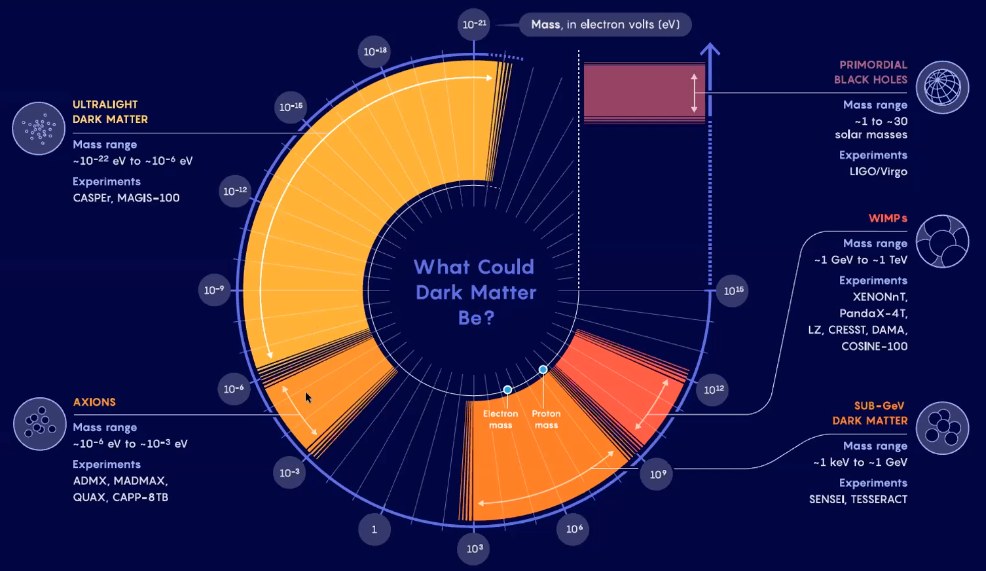 10⁻²¹
Mass, in electron volts (eV)
10⁻¹⁸
10⁻¹⁵
10⁻¹²
10⁻⁹
10⁻⁶
10⁻³
1
10³
10⁶
10⁹
10¹²
10¹⁵
What Could
Dark Matter
Be?
Electron
mass
Proton
mass
ULTRALIGHT
DARK MATTER
Mass range
~10⁻²² eV to ~10⁻⁶ eV
Experiments
CASPEr, MAGIS-100
AXIONS
Mass range
~10⁻⁶ eV to ~10⁻³ eV
Experiments
ADMX, MADMAX,
QUAX, CAPP-8TB
PRIMORDIAL
BLACK HOLES
Mass range
~1 to ~30
solar masses
Experiments
LIGO/Virgo
WIMPs
Mass range
~1 GeV to ~1 TeV
Experiments
XENONnT,
PandaX-4T,
LZ, CRESST, DAMA,
COSINE-100
SUB-GeV
DARK MATTER
Mass range
~1 keV to ~1 GeV
Experiments
SENSEI, TESSERACT